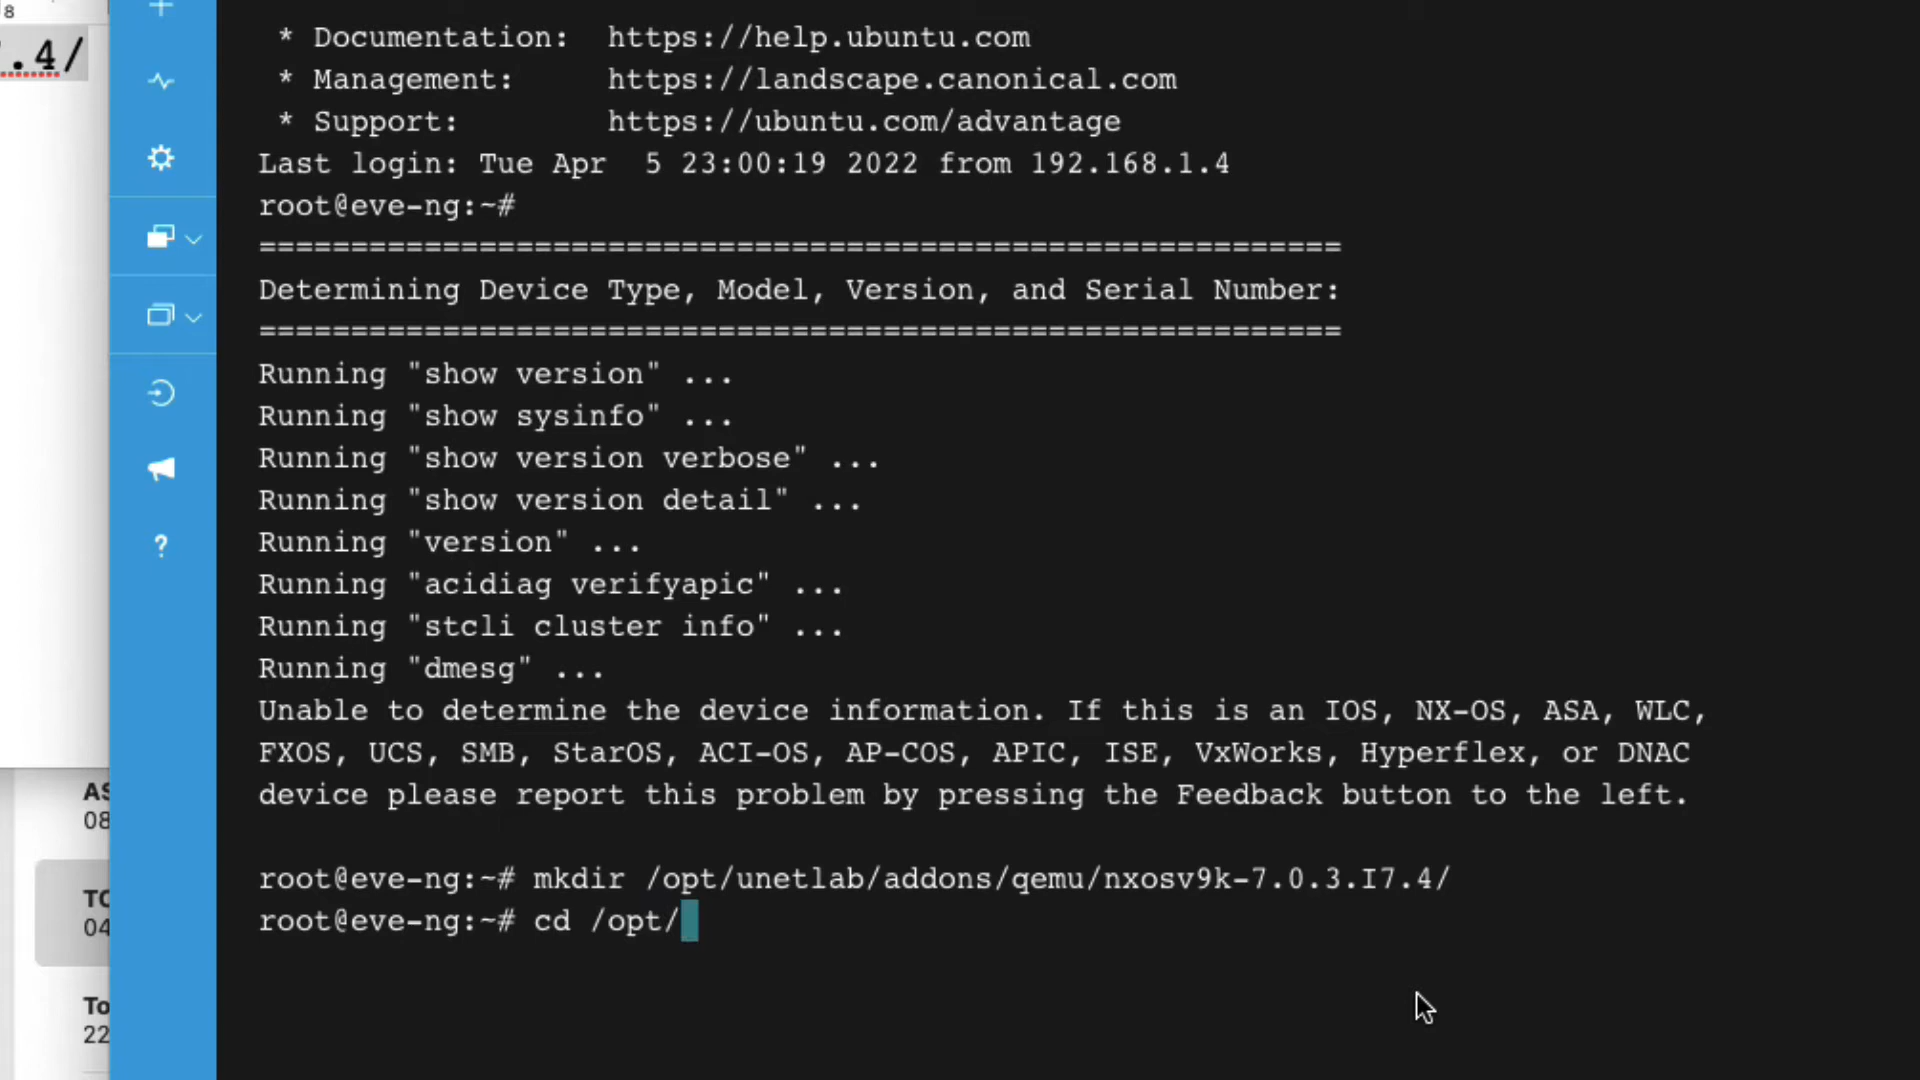 8
.4/
* Documentation:  https://help.ubuntu.com
* Management:     https://landscape.canonical.com
* Support:        https://ubuntu.com/advantage
Last login: Tue Apr  5 23:00:19 2022 from 192.168.1.4
root@eve-ng:~#
===========================================================
Determining Device Type, Model, Version, and Serial Number:
===========================================================
Running "show version" ...
Running "show sysinfo" ...
Running "show version verbose" ...
Running "show version detail" ...
Running "version" ...
Running "acidiag verifyapic" ...
Running "stcli cluster info" ...
Running "dmesg" ...
Unable to determine the device information. If this is an IOS, NX-OS, ASA, WLC,
FXOS, UCS, SMB, StarOS, ACI-OS, AP-COS, APIC, ISE, VxWorks, Hyperflex, or DNAC
device please report this problem by pressing the Feedback button to the left.
root@eve-ng:~# mkdir /opt/unetlab/addons/qemu/nxosv9k-7.0.3.I7.4/
root@eve-ng:~# cd /opt/
?
AS
08
TO
04
To
22